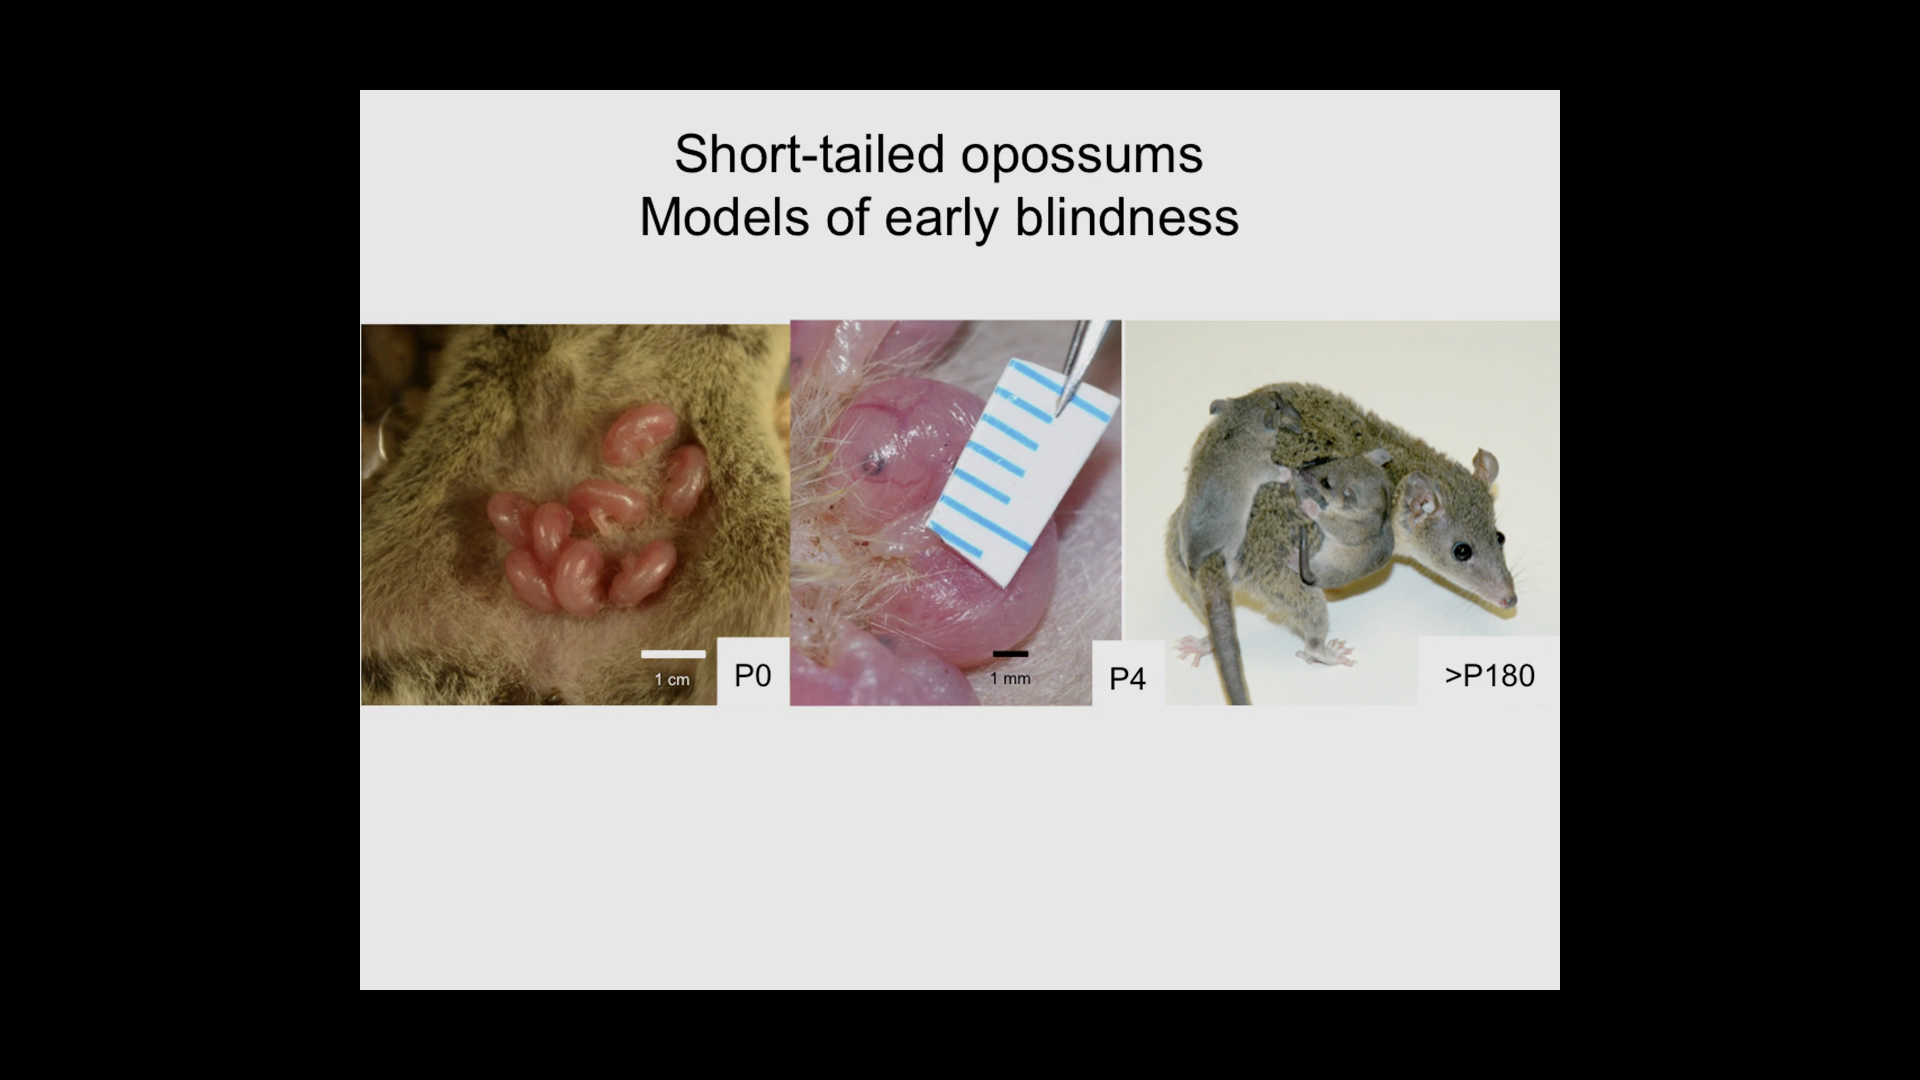 Short-tailed opossums
Models of early blindness
1 cm
P0
1 mm
P4
>P180